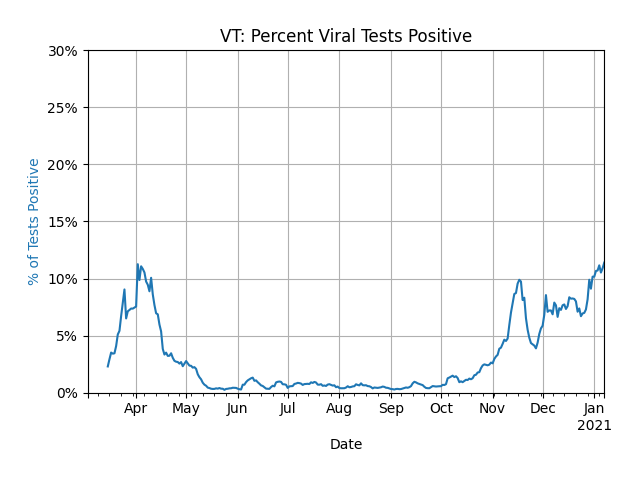 VT: Percent Viral Tests Positive
30%
25%
20%
15%
10%
5%
0%
% of Tests Positive
Apr May Jun Jul Aug Sep Oct Nov Dec Jan
2021
Date